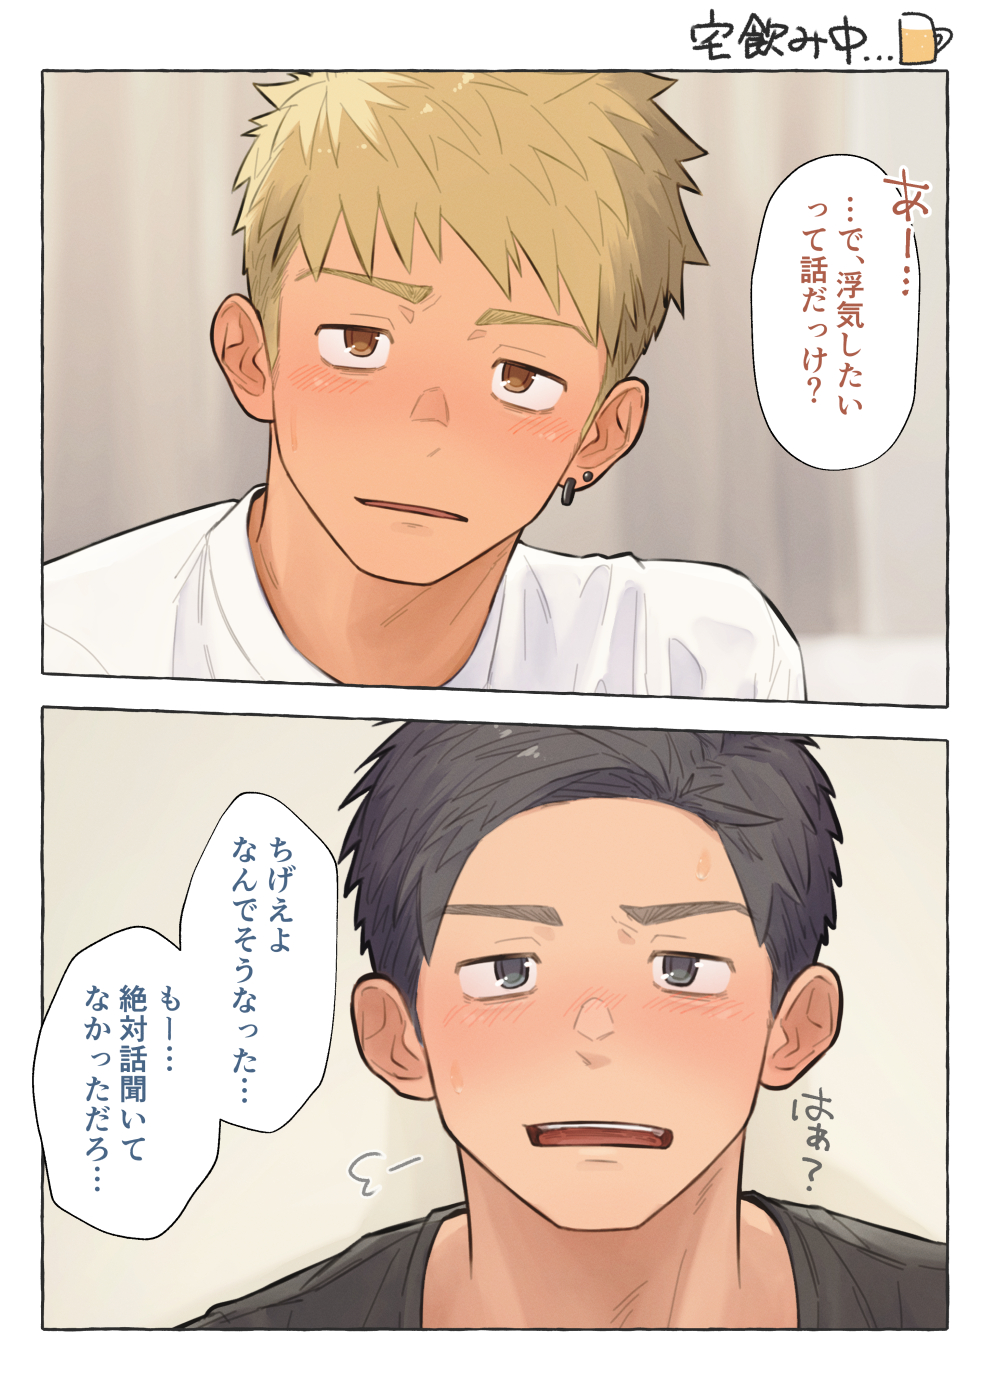 宅飲み中…
あー…
…で、浮気したい
って話だっけ？
はぁ？
ちげえよ
なんでそうなった…
もー…
絶対話聞いて
なかっただろ…